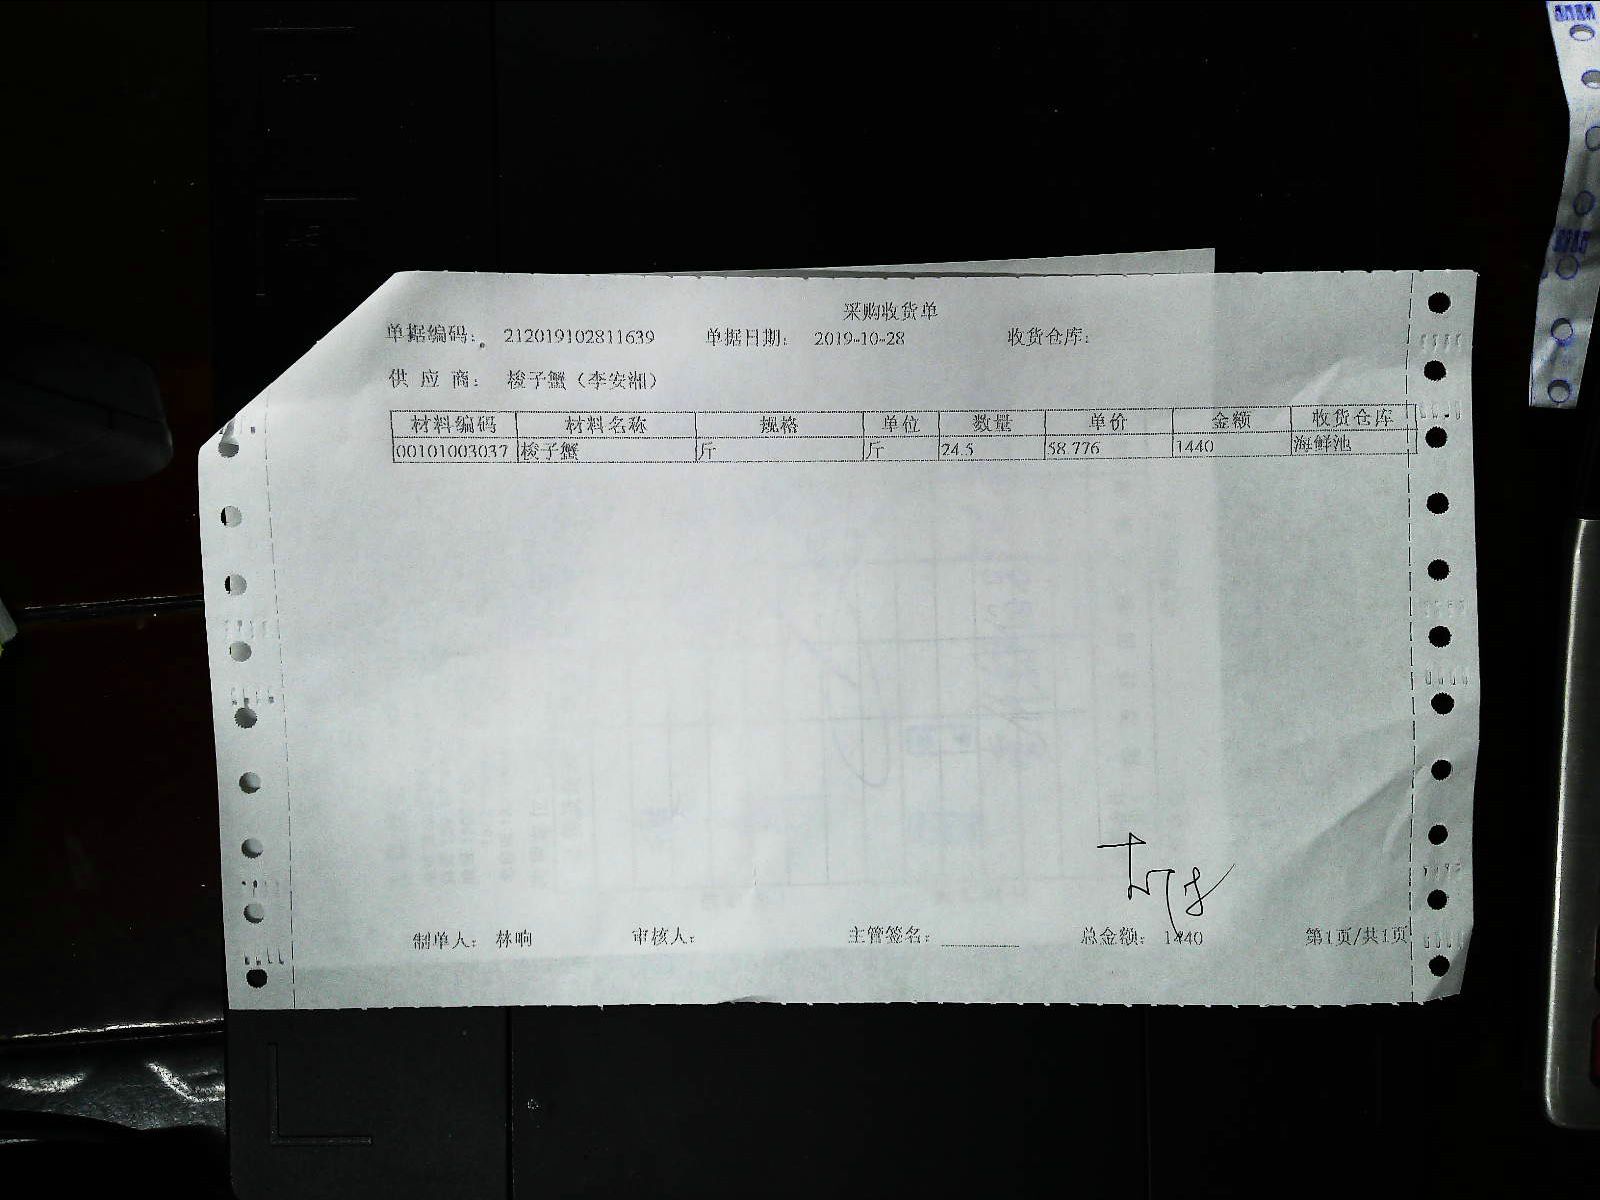 采购收货单
单据编码： 212019102811639 单据日期： 2019-10-28 收货仓库：
供 应 商： 梭子蟹（李安湘）
材料编码 材料名称 规格 单位 数量 单价 金额 收货仓库
00101003037 梭子蟹 斤 斤 24.5 58.776 1440 海鲜池
制单人： 林响 审核人： 主管签名： 总金额： 1440 第1页/共1页